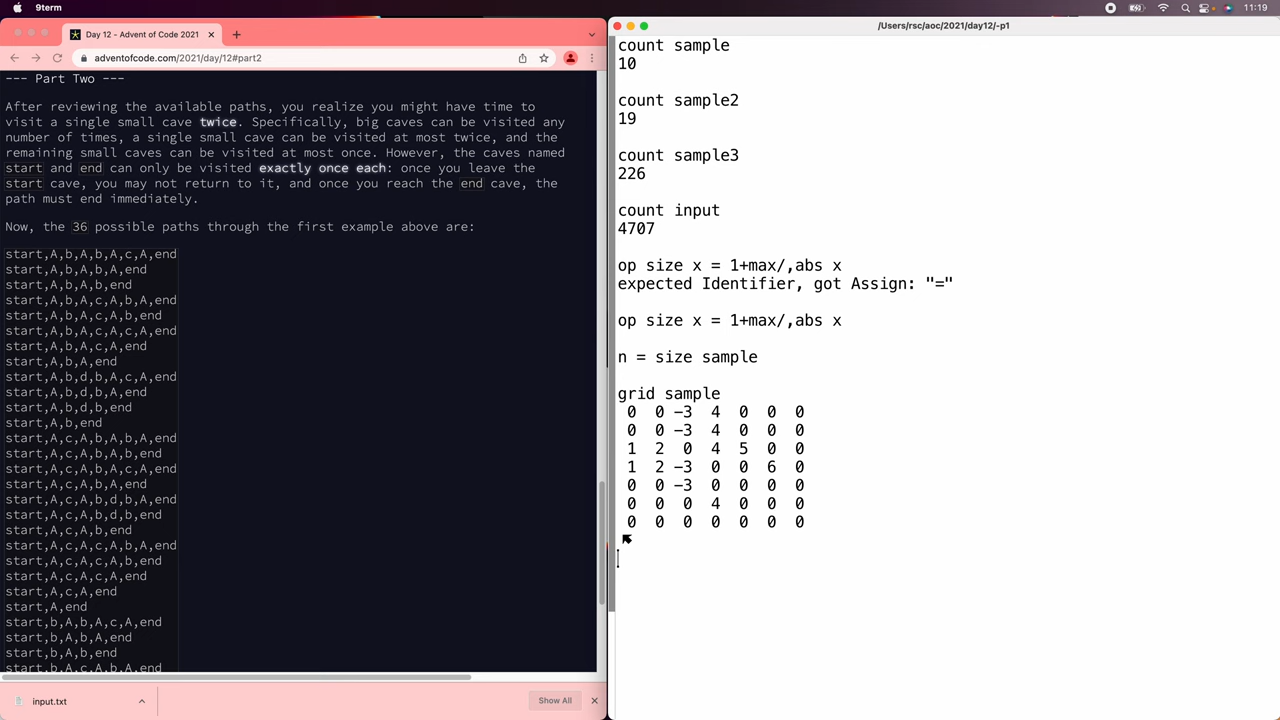 9term
11:19
Day 12 - Advent of Code 2021
adventofcode.com/2021/day/12#part2
--- Part Two ---
After reviewing the available paths, you realize you might have time to
visit a single small cave twice. Specifically, big caves can be visited any
number of times, a single small cave can be visited at most twice, and the
remaining small caves can be visited at most once. However, the caves named
start and end can only be visited exactly once each: once you leave the
start cave, you may not return to it, and once you reach the end cave, the
path must end immediately.
Now, the 36 possible paths through the first example above are:
start,A,b,A,b,A,c,A,end
start,A,b,A,b,A,end
start,A,b,A,b,end
start,A,b,A,c,A,b,A,end
start,A,b,A,c,A,b,end
start,A,b,A,c,A,c,A,end
start,A,b,A,c,A,end
start,A,b,A,end
start,A,b,d,b,A,c,A,end
start,A,b,d,b,A,end
start,A,b,d,b,end
start,A,b,end
start,A,c,A,b,A,b,A,end
start,A,c,A,b,A,b,end
start,A,c,A,b,A,c,A,end
start,A,c,A,b,A,end
start,A,c,A,b,d,b,A,end
start,A,c,A,b,d,b,end
start,A,c,A,b,end
start,A,c,A,c,A,b,A,end
start,A,c,A,c,A,b,end
start,A,c,A,c,A,end
start,A,c,A,end
start,A,end
start,b,A,b,A,c,A,end
start,b,A,b,A,end
start,b,A,b,end
start,b,A,c,A,b,A,end
input.txt
Show All
/Users/rsc/aoc/2021/day12/-p1
count sample
10
count sample2
19
count sample3
226
count input
4707
op size x = 1+max/,abs x
expected Identifier, got Assign: "="
op size x = 1+max/,abs x
n = size sample
grid sample
0 0 -3 4 0 0 0
0 0 -3 4 0 0 0
1 2 0 4 5 0 0
1 2 -3 0 0 6 0
0 0 -3 0 0 0 0
0 0 0 4 0 0 0
0 0 0 0 0 0 0